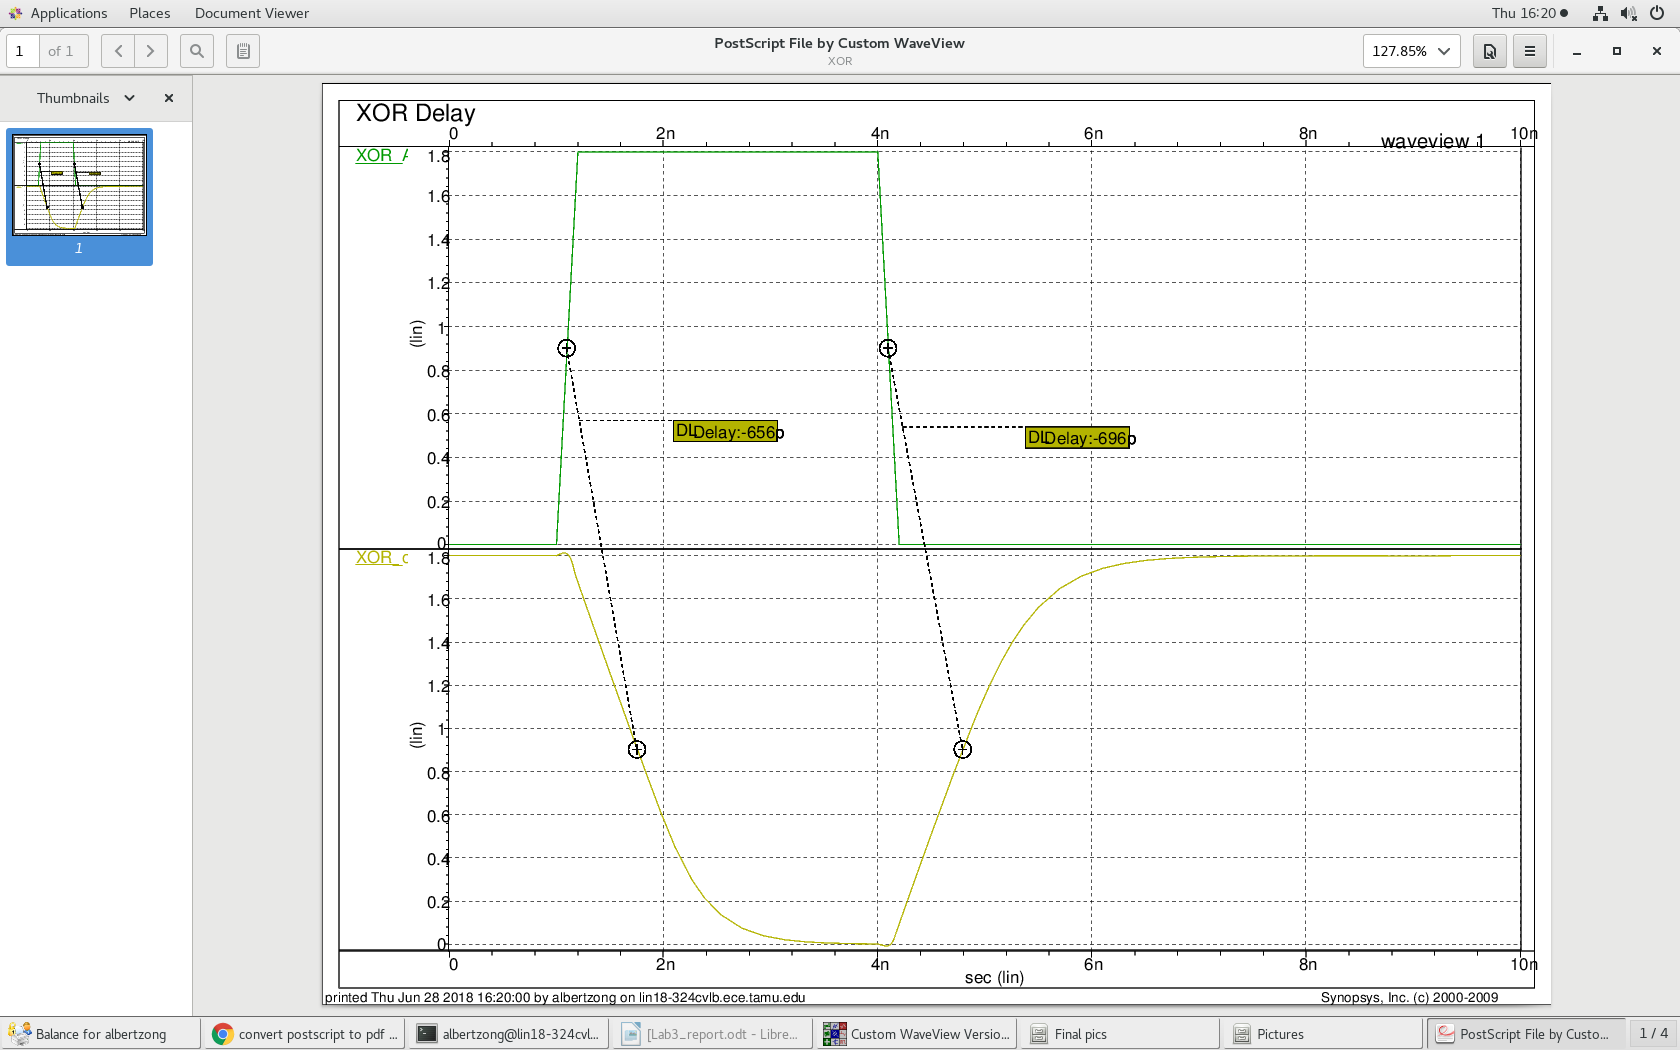 Applications Places Document Viewer Thu 16:20
1 of 1
PostScript File by Custom WaveView
XOR
127.85%
Thumbnails
1
XOR Delay
0 2n 4n 6n 8n 10n
waveview 1
XOR_A
1.8
1.6
1.4
1.2
1
(lin)
0.8
0.6
DL Delay:-656p
DL Delay:-696p
0.4
0.2
0
XOR_o
1.8
1.6
1.4
1.2
1
(lin)
0.8
0.6
0.4
0.2
0
0 2n 4n 6n 8n 10n
sec (lin)
printed Thu Jun 28 2018 16:20:00 by albertzong on lin18-324cvlb.ece.tamu.edu
Synopsys, Inc. (c) 2000-2009
Balance for albertzong
convert postscript to pdf ...
albertzong@lin18-324cvl...
[Lab3_report.odt - Libre...
Custom WaveView Versio...
Final pics
Pictures
PostScript File by Custo...
1 / 4